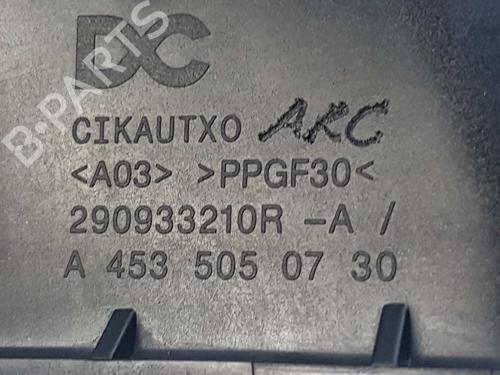 DC
CIKAUTXO ARC
<A03> >PPGF30<
290933210R -A /
A 453 505 07 30
B-PARTS